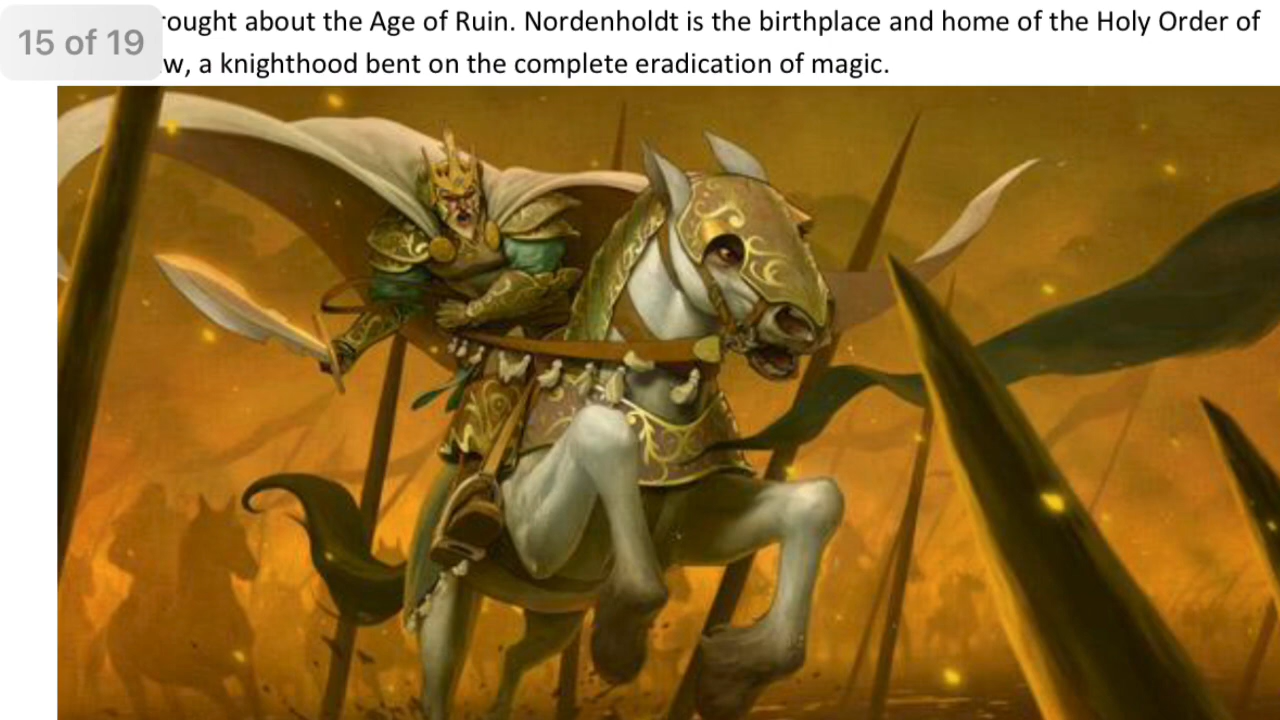 15 of 19
rought about the Age of Ruin. Nordenholdt is the birthplace and home of the Holy Order of
w, a knighthood bent on the complete eradication of magic.